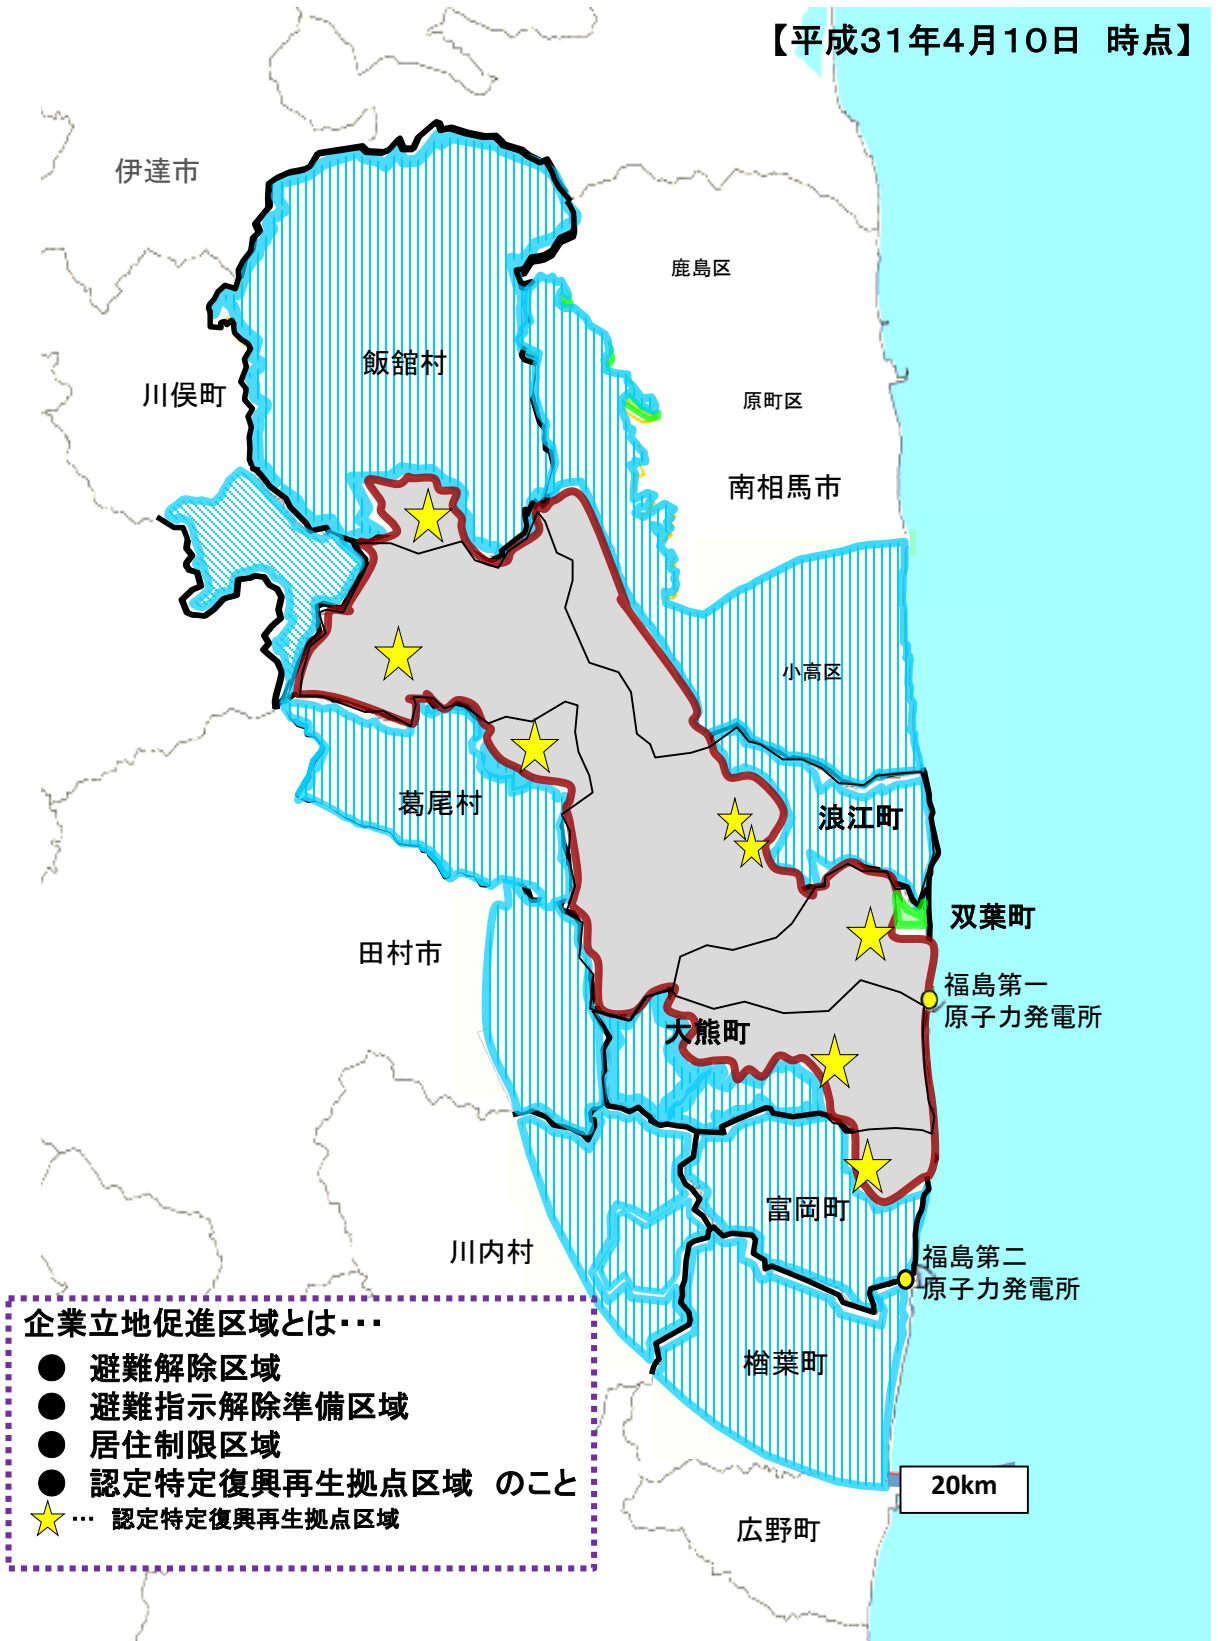 【平成31年4月10日　時点】
伊達市
鹿島区
飯舘村
川俣町
原町区
南相馬市
小高区
葛尾村
浪江町
双葉町
田村市
福島第一
原子力発電所
大熊町
富岡町
川内村
福島第二
原子力発電所
楢葉町
20km
広野町
企業立地促進区域とは・・・
● 避難解除区域
● 避難指示解除準備区域
● 居住制限区域
● 認定特定復興再生拠点区域　のこと
… 認定特定復興再生拠点区域